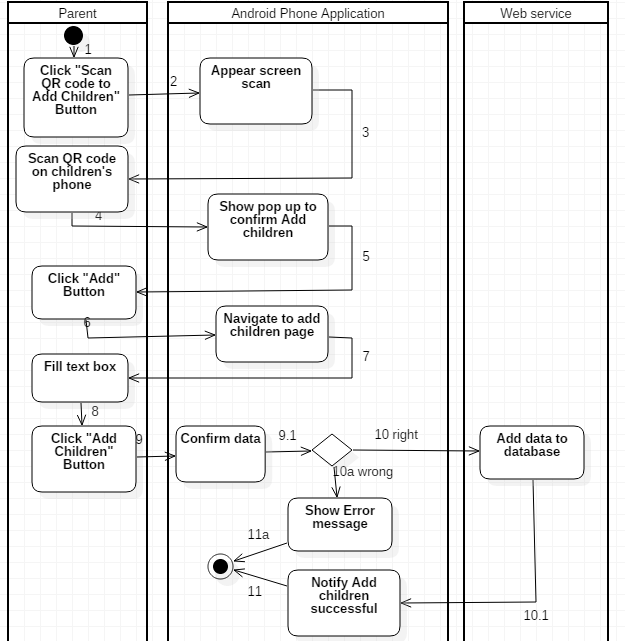 Parent
Android Phone Application
Web service
1
Click "Scan
QR code to
Add Children"
Button
2
Appear screen
scan
3
Scan QR code
on children's
phone
4
Show pop up to
confirm Add
children
5
Click "Add"
Button
6
Navigate to add
children page
7
Fill text box
8
Click "Add
Children"
Button
9
Confirm data
9.1
10 right
Add data to
database
10a wrong
Show Error
message
11a
11
Notify Add
children
successful
10.1